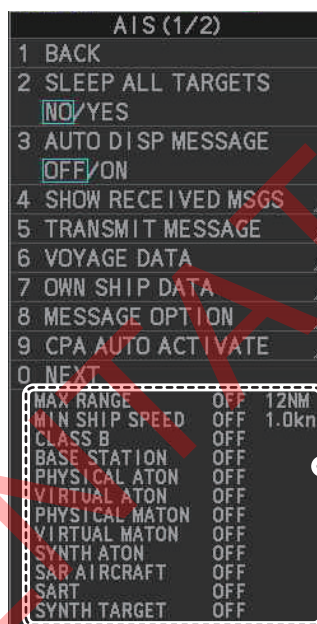 AIS (1/2)
1 BACK
2 SLEEP ALL TARGETS
NO/YES
3 AUTO DISP MESSAGE
OFF/ON
4 SHOW RECEIVED MSGS
5 TRANSMIT MESSAGE
6 VOYAGE DATA
7 OWN SHIP DATA
8 MESSAGE OPTION
9 CPA AUTO ACTIVATE
0 NEXT
MAX RANGE OFF 12NM
MIN SHIP SPEED OFF 1.0kn
CLASS B OFF
BASE STATION OFF
PHYSICAL ATON OFF
VIRTUAL ATON OFF
PHYSICAL MATON OFF
VIRTUAL MATON OFF
SYNTH ATON OFF
SAR AIRCRAFT OFF
SART OFF
SYNTH TARGET OFF